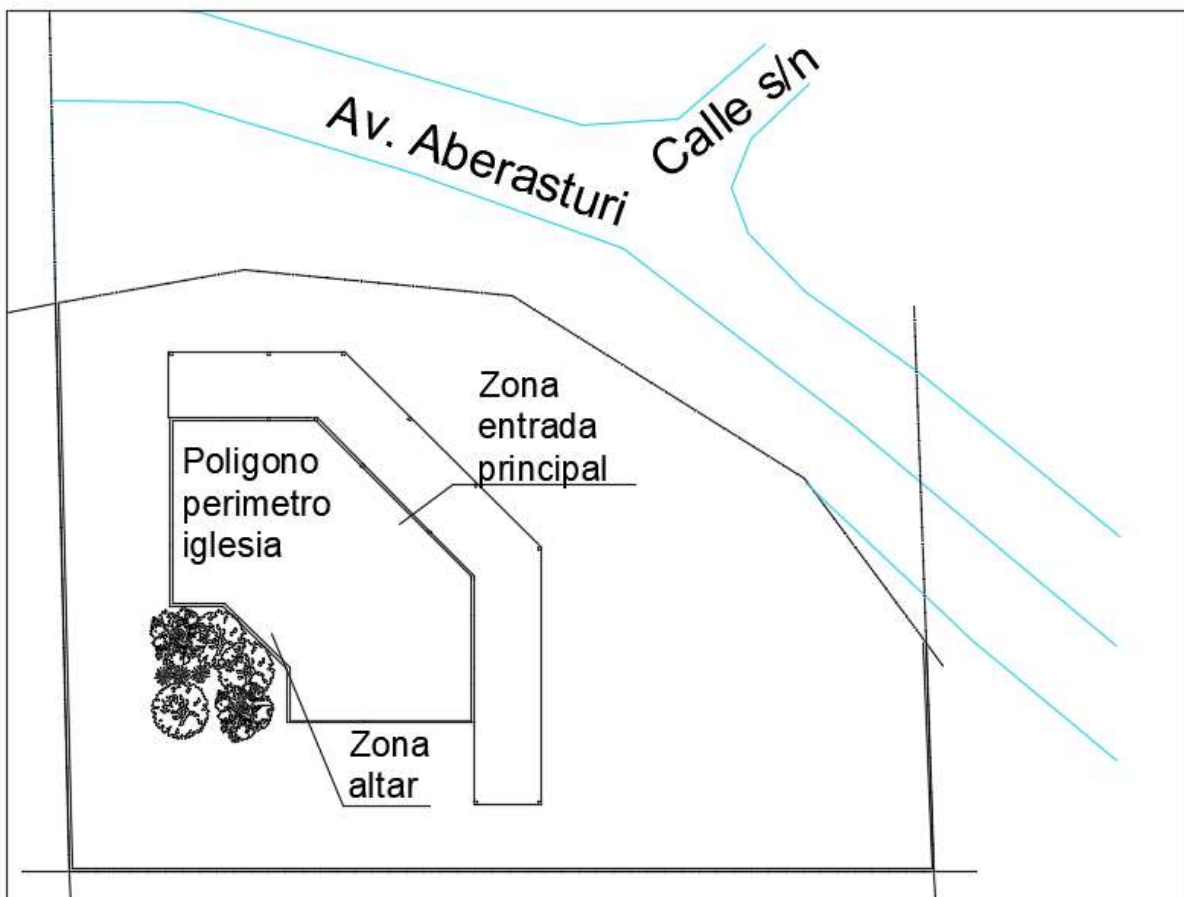 Av. Aberasturi
Calle s/n
Zona
entrada
principal
Poligono
perimetro
iglesia
Zona
altar